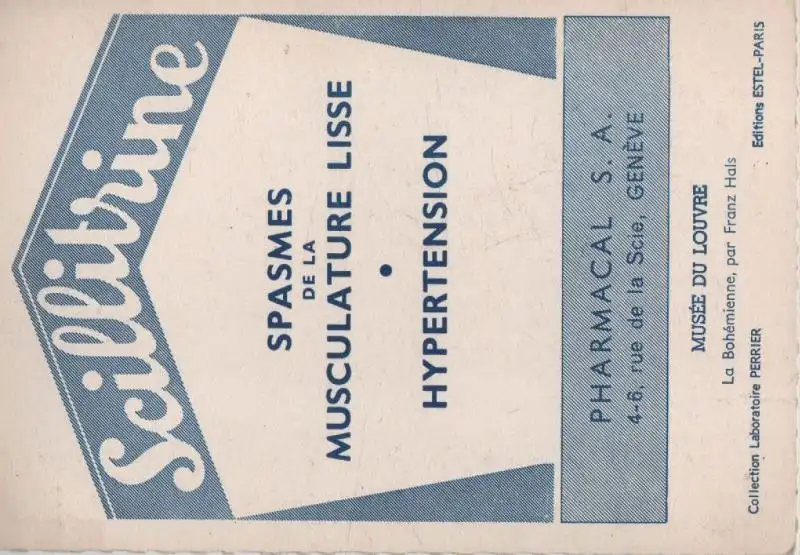 Scillitrine
SPASMES
DE LA
MUSCULATURE LISSE
•
HYPERTENSION
PHARMACAL S. A.
4-6, rue de la Scie, GENÈVE
MUSÉE DU LOUVRE
La Bohémienne, par Franz Hals
Collection Laboratoire PERRIER
Editions ESTEL-PARIS